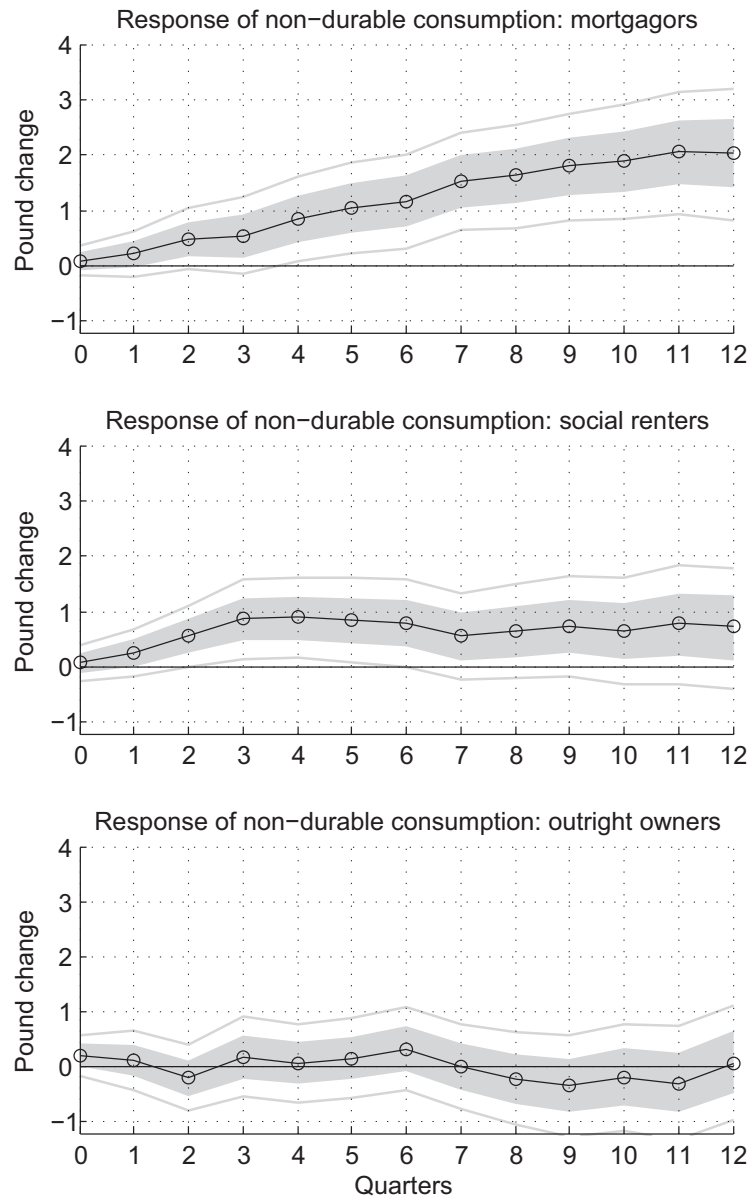 Response of non−durable consumption: mortgagors
4
3
2
1
0
−1
Pound change
0 1 2 3 4 5 6 7 8 9 10 11 12
Response of non−durable consumption: social renters
4
3
2
1
0
−1
Pound change
0 1 2 3 4 5 6 7 8 9 10 11 12
Response of non−durable consumption: outright owners
4
3
2
1
0
−1
Pound change
0 1 2 3 4 5 6 7 8 9 10 11 12
Quarters